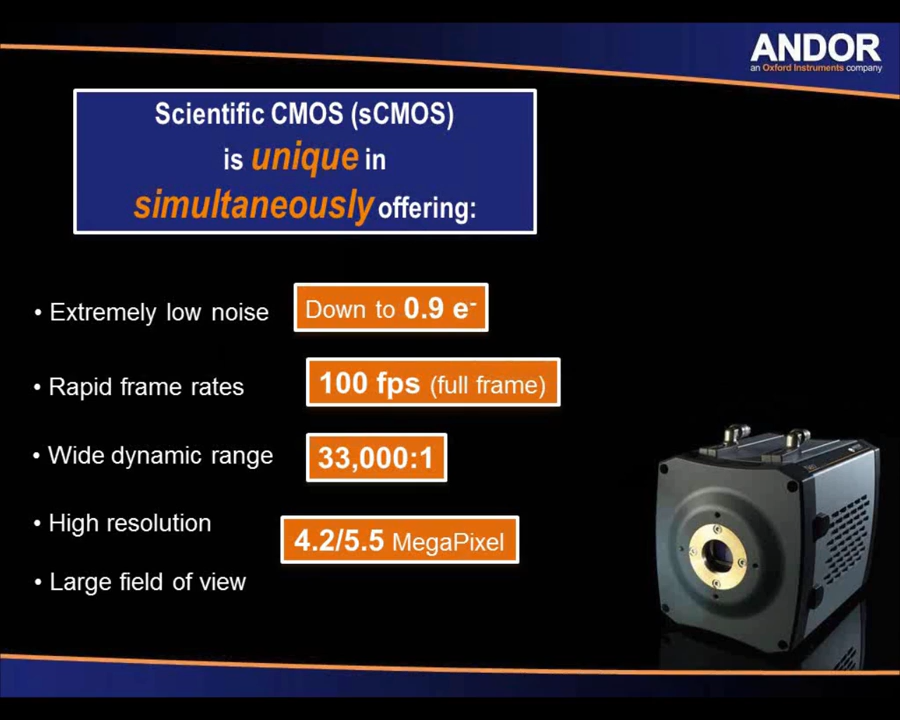 ANDOR
an Oxford Instruments company
Scientific CMOS (sCMOS)
is unique in
simultaneously offering:
• Extremely low noise
Down to 0.9 e⁻
• Rapid frame rates
100 fps (full frame)
• Wide dynamic range
33,000:1
• High resolution
4.2/5.5 MegaPixel
• Large field of view